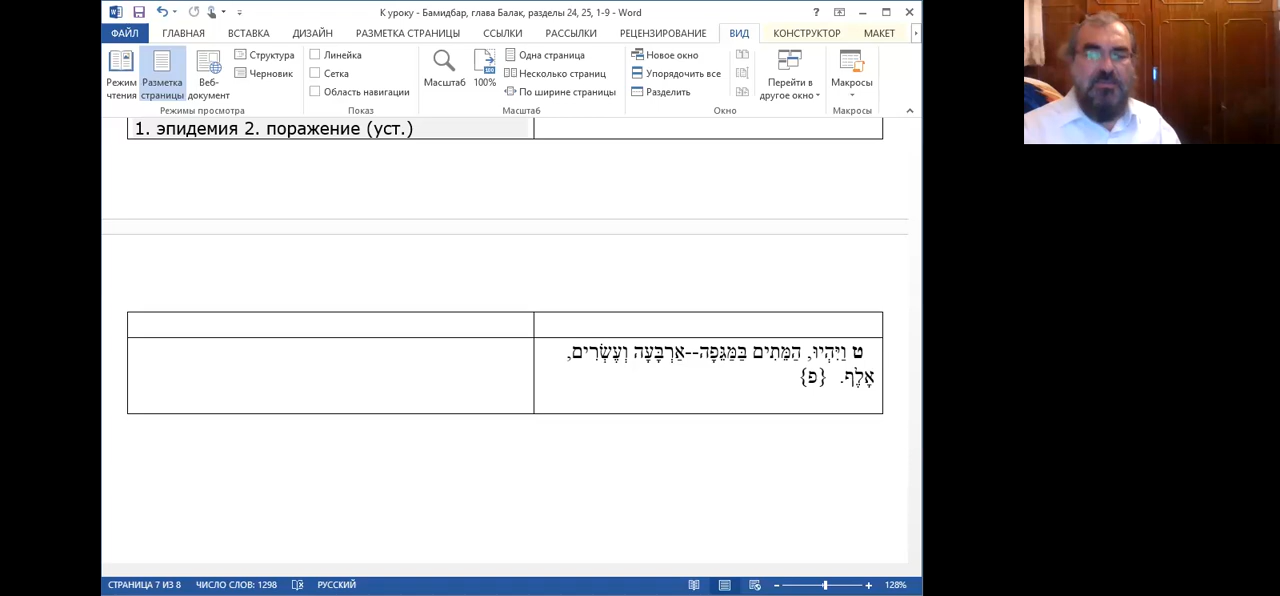 К уроку - Бамидбар, глава Балак, разделы 24, 25, 1-9 - Word
ФАЙЛ ГЛАВНАЯ ВСТАВКА ДИЗАЙН РАЗМЕТКА СТРАНИЦЫ ССЫЛКИ РАССЫЛКИ РЕЦЕНЗИРОВАНИЕ ВИД КОНСТРУКТОР МАКЕТ
Режим чтения
Разметка страницы
Веб-документ
Структура
Черновик
Режимы просмотра
Линейка
Сетка
Область навигации
Показ
Масштаб
100%
Одна страница
Несколько страниц
По ширине страницы
Масштаб
Новое окно
Упорядочить все
Разделить
Перейти в другое окно
Окно
Макросы
Макросы
1. эпидемия 2. поражение (уст.)
ט וַיִּהְיוּ, הַמֵּתִים בַּמַּגֵּפָה--אַרְבָּעָה וְעֶשְׂרִים,
אָלֶף. {פ}
СТРАНИЦА 7 ИЗ 8 ЧИСЛО СЛОВ: 1298 РУССКИЙ 128%